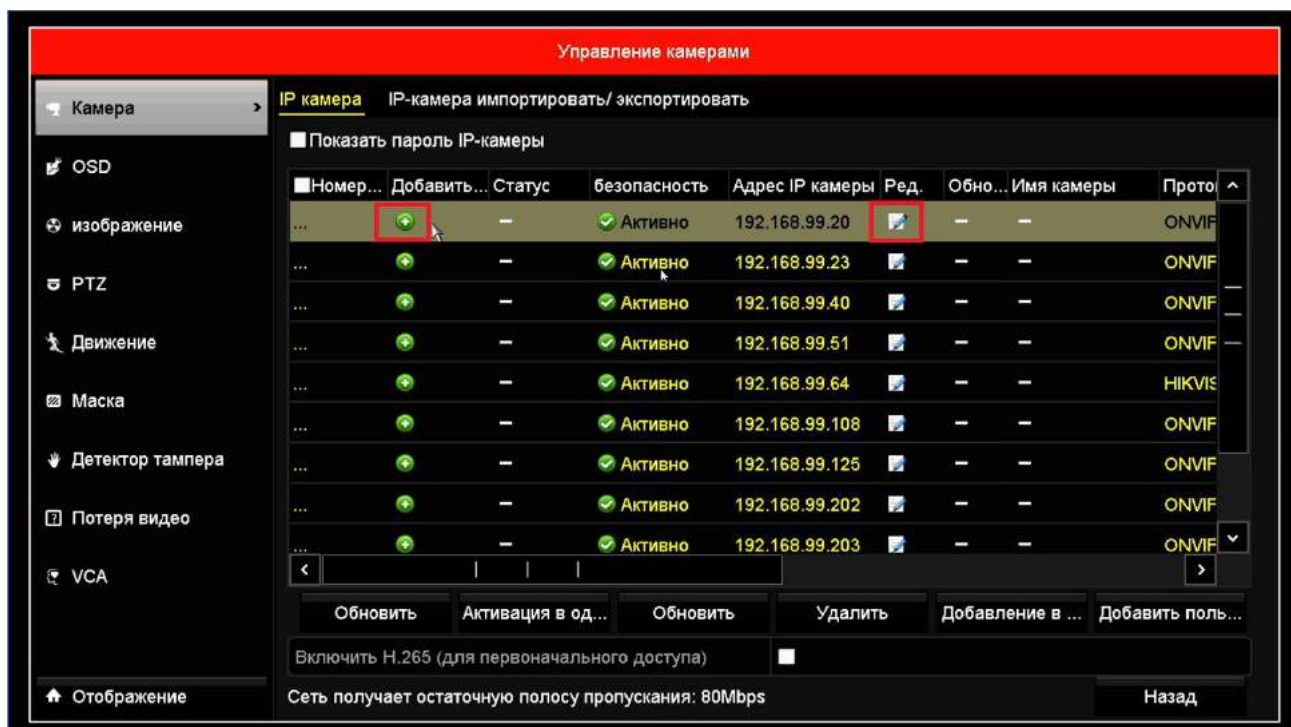 Управление камерами
Камера
OSD
изображение
PTZ
Движение
Маска
Детектор тампера
Потеря видео
VCA
Отображение
IP камера IP-камера импортировать/ экспортировать
Показать пароль IP-камеры
Номер... Добавить... Статус безопасность Адрес IP камеры Ред. Обно... Имя камеры Прото
... Активно 192.168.99.20 ONVIF
... Активно 192.168.99.23 ONVIF
... Активно 192.168.99.40 ONVIF
... Активно 192.168.99.51 ONVIF
... Активно 192.168.99.64 HIKVIS
... Активно 192.168.99.108 ONVIF
... Активно 192.168.99.125 ONVIF
... Активно 192.168.99.202 ONVIF
... Активно 192.168.99.203 ONVIF
Обновить Активация в од... Обновить Удалить Добавление в ... Добавить поль...
Включить H.265 (для первоначального доступа)
Сеть получает остаточную полосу пропускания: 80Mbps Назад